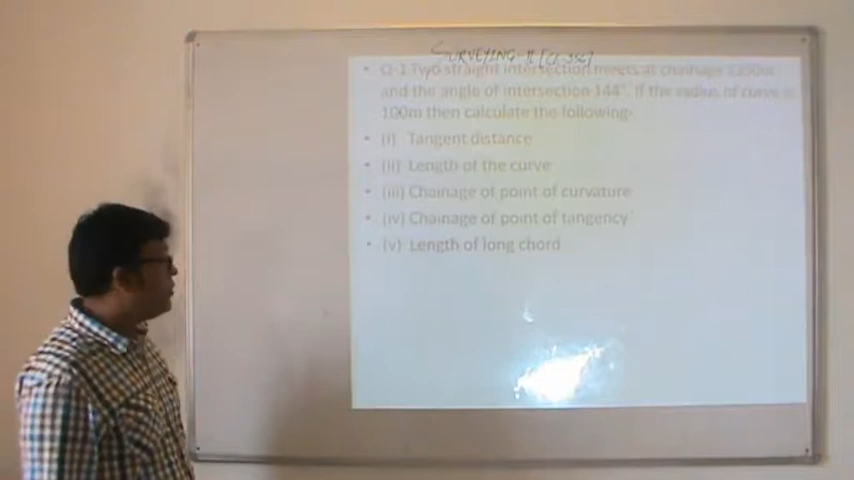 SURVEYING-II [CE-356]
• Q-1 Two straight intersection meets at chainage
and the angle of intersection 144°. If the radius of curve is
100m then calculate the following-
• (i) Tangent distance
• (ii) Length of the curve
• (iii) Chainage of point of curvature
• (iv) Chainage of point of tangency
• (v) Length of long chord